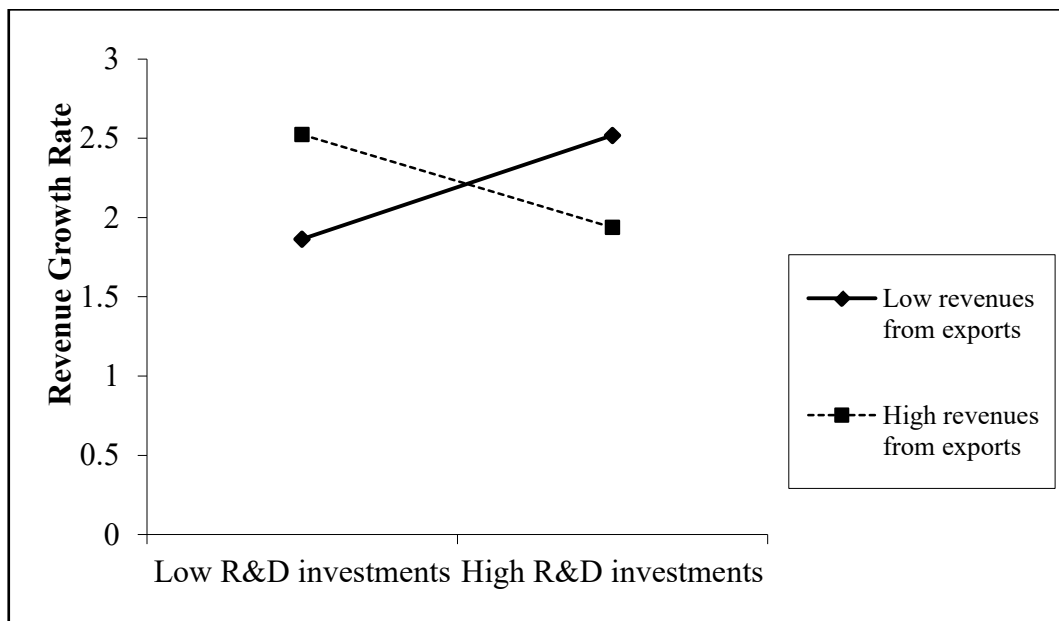 3
2.5
2
1.5
1
0.5
0
Revenue Growth Rate
Low R&D investments
High R&D investments
Low revenues
from exports
High revenues
from exports